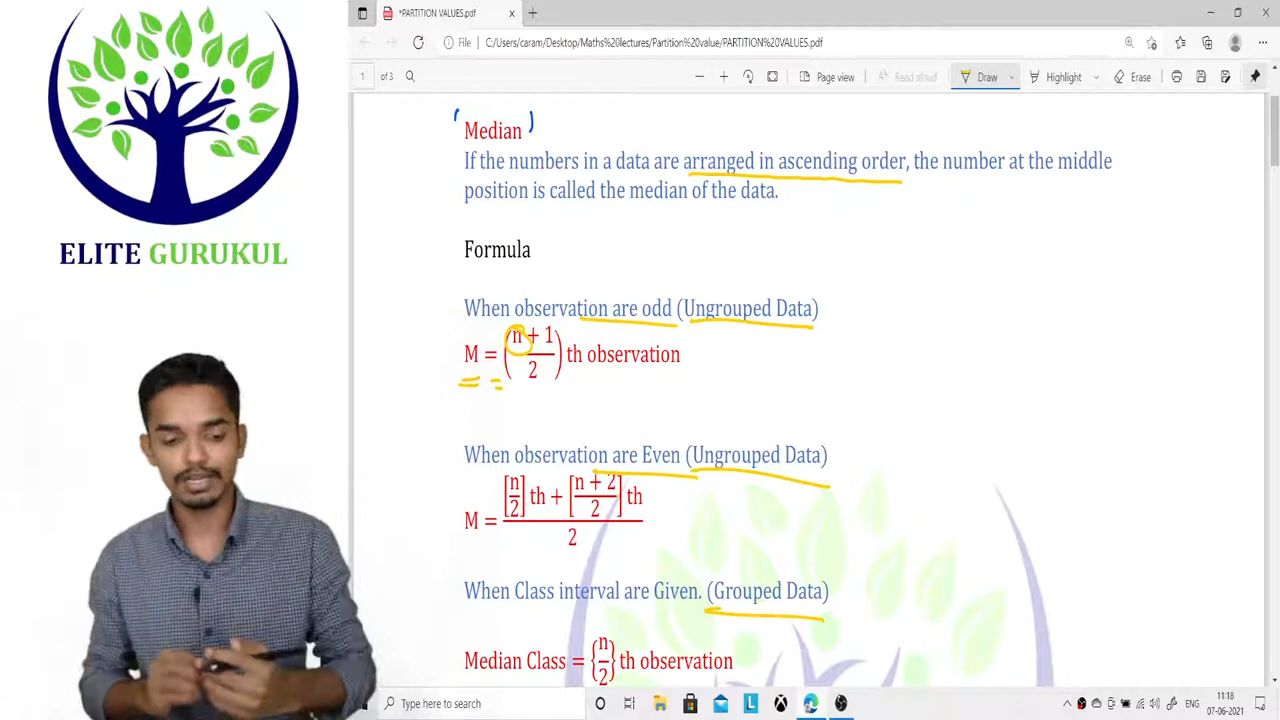 *PARTITION VALUES.pdf
File C:/Users/caram/Desktop/Maths%20lectures/Partition%20value/PARTITION%20VALUES.pdf
1 of 3 Page view Read aloud Draw Highlight Erase
ELITE GURUKUL
Median
If the numbers in a data are arranged in ascending order, the number at the middle
position is called the median of the data.
Formula
When observation are odd (Ungrouped Data)
M = ((n + 1)/2) th observation
When observation are Even (Ungrouped Data)
M = ([n/2] th + [(n + 2)/2] th)/2
When Class interval are Given. (Grouped Data)
Median Class = {n/2} th observation
Type here to search
ENG
11:18
07-06-2021